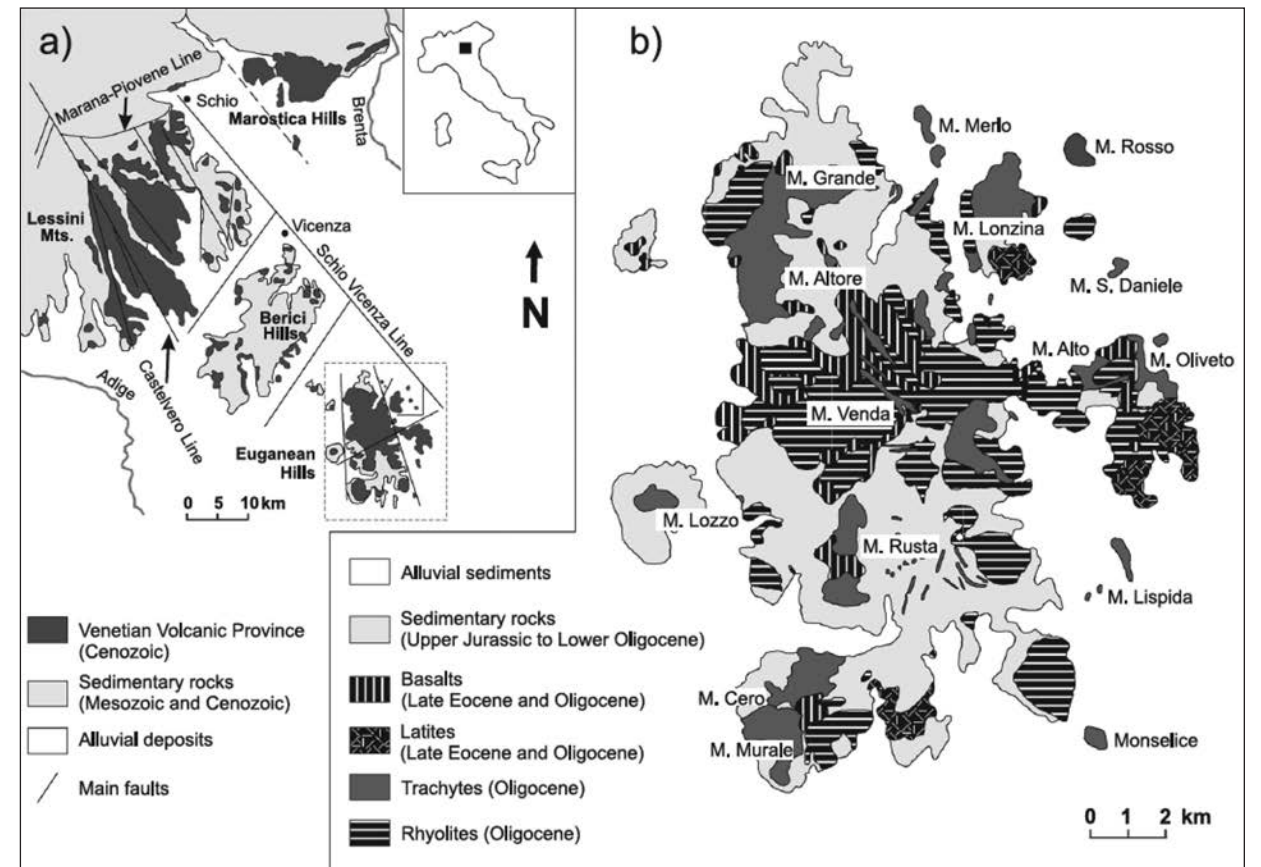 a)
Marana-Piovene Line
Schio
Marostica Hills
Brenta
Lessini
Mts.
Vicenza
Schio Vicenza Line
N
Berici
Hills
Adige
Castelvero Line
Euganean
Hills
0 5 10 km
Venetian Volcanic Province
(Cenozoic)
Sedimentary rocks
(Mesozoic and Cenozoic)
Alluvial deposits
Main faults
Alluvial sediments
Sedimentary rocks
(Upper Jurassic to Lower Oligocene)
Basalts
(Late Eocene and Oligocene)
Latites
(Late Eocene and Oligocene)
Trachytes (Oligocene)
Rhyolites (Oligocene)
b)
M. Merlo
M. Rosso
M. Grande
M. Lonzina
M. Altore
M. S. Daniele
M. Alto
M. Oliveto
M. Venda
M. Lozzo
M. Rusta
M. Lispida
M. Cero
M. Murale
Monselice
0 1 2 km